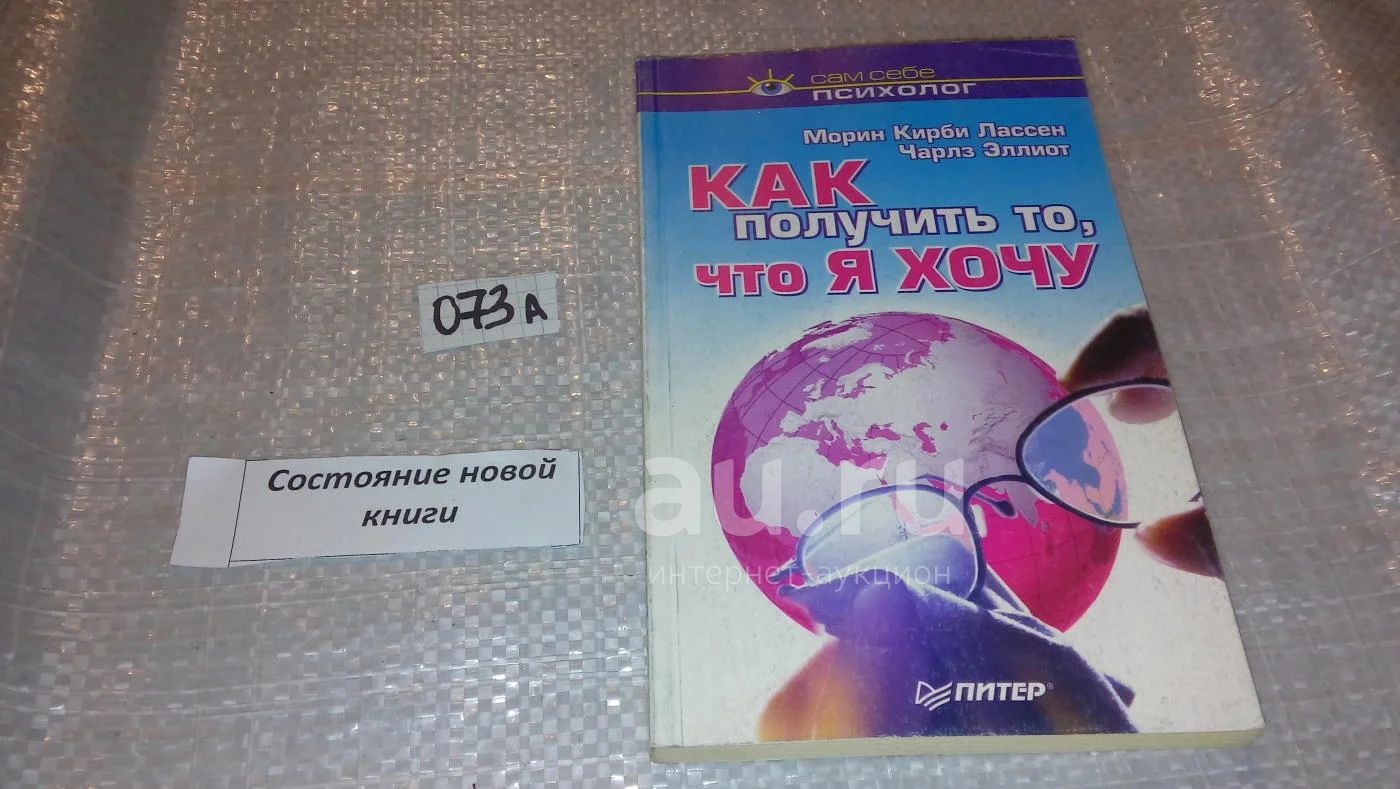 сам себе
психолог
Морин Кирби Лассен
Чарлз Эллиот
КАК
получить то,
что Я ХОЧУ
073А
Состояние новой
книги
au.ru
интернет-аукцион
ПИТЕР®